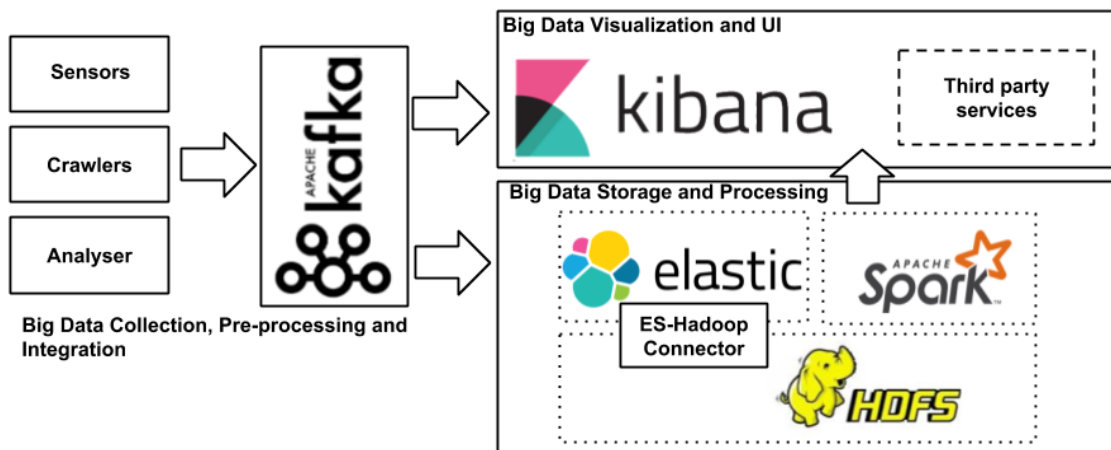 Sensors
Crawlers
Analyser
Big Data Collection, Pre-processing and
Integration
APACHE
kafka
Big Data Visualization and UI
kibana
Third party
services
Big Data Storage and Processing
elastic
APACHE
Spark™
ES-Hadoop
Connector
HDFS